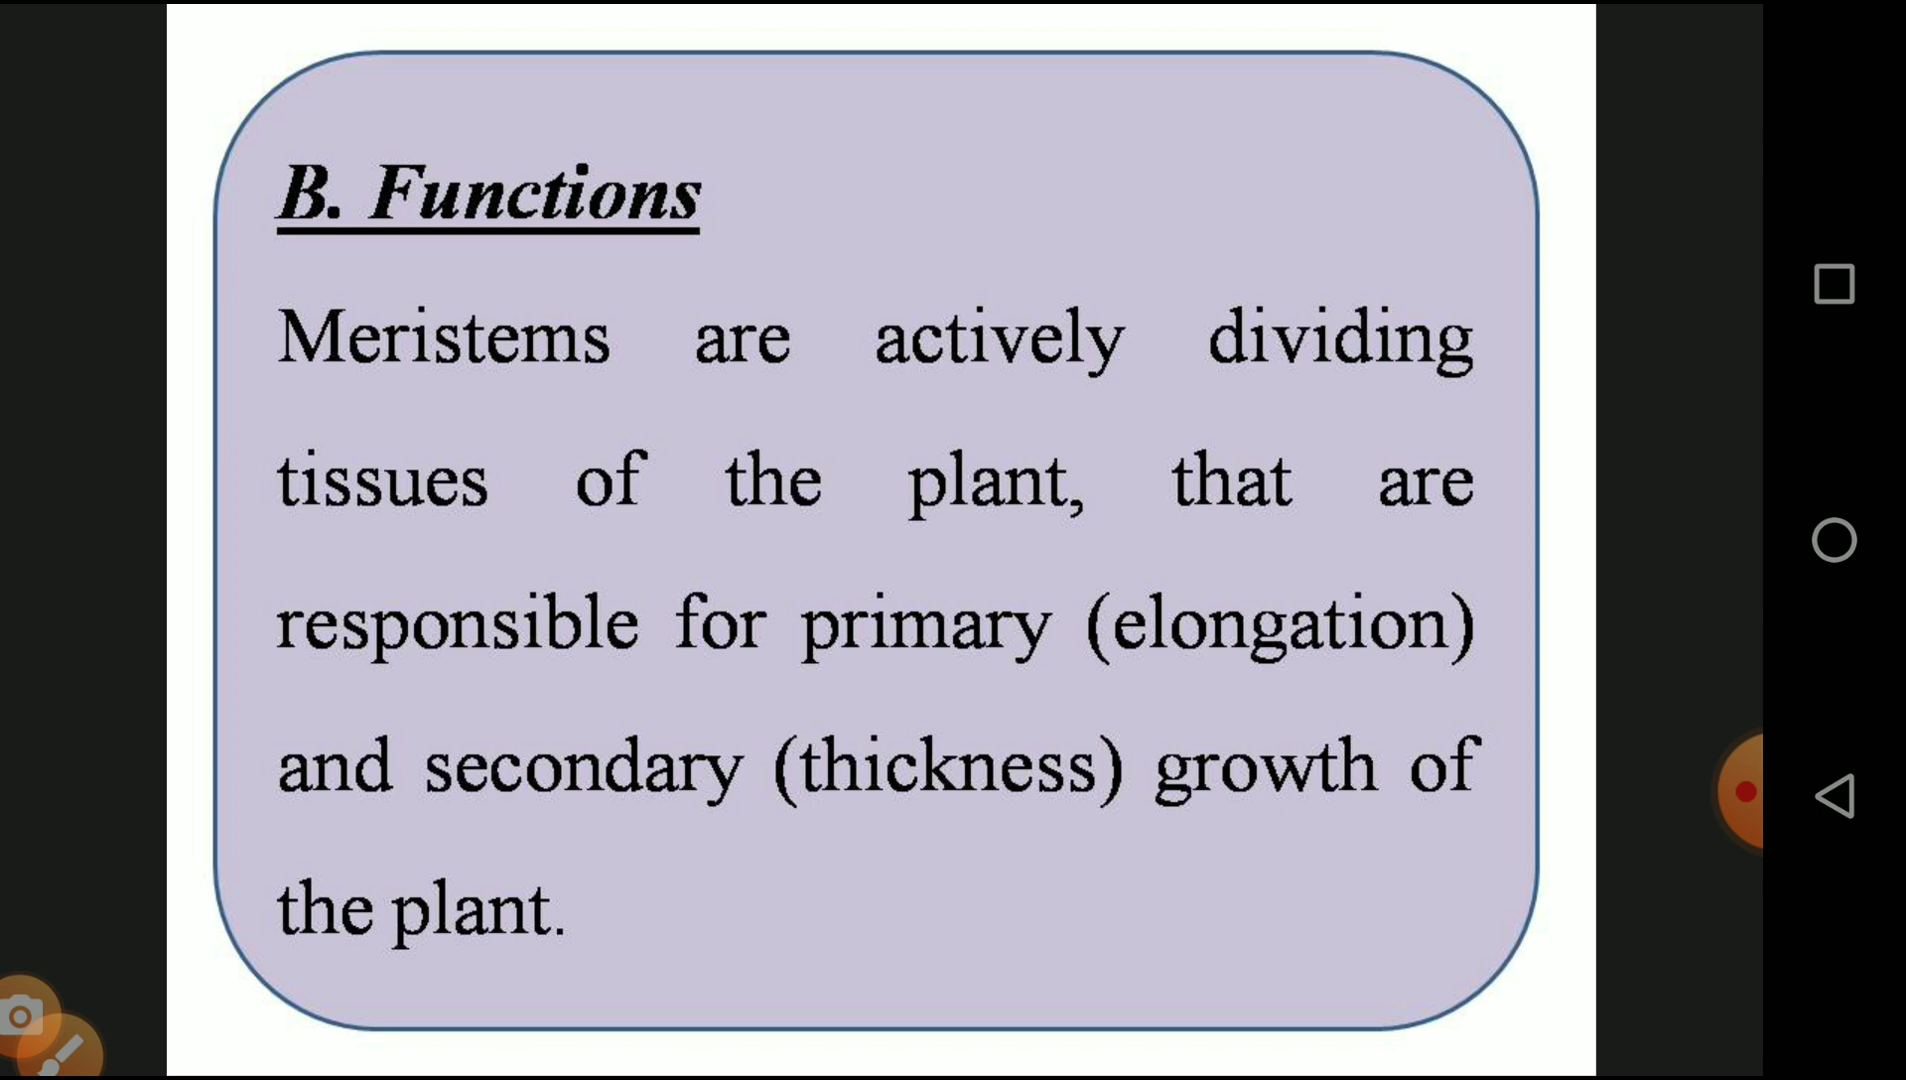 B. Functions
Meristems are actively dividing
tissues of the plant, that are
responsible for primary (elongation)
and secondary (thickness) growth of
the plant.